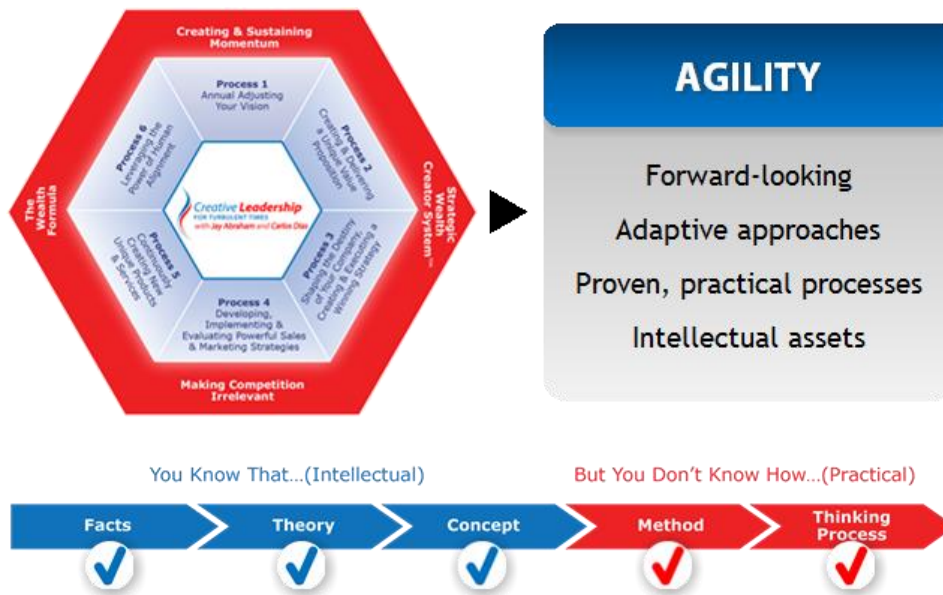 Creating & Sustaining
Momentum
Process 1
Annual Adjusting
Your Vision
Process 2
Creating & Delivering
a Unique Value
Proposition
Process 3
Shaping the Destiny
of Your Company,
Creating & Executing a
Winning Strategy
Process 4
Developing,
Implementing &
Evaluating Powerful Sales
& Marketing Strategies
Process 5
Continuously
Creating New
Unique Products
& Services
Process 6
Leveraging the
Power of Human
Alignment
The
Wealth
Formula
Strategic
Wealth
Creator System™
Making Competition
Irrelevant
Creative Leadership
FOR TURBULENT TIMES
with Jay Abraham and Carlos Dias
AGILITY
Forward-looking
Adaptive approaches
Proven, practical processes
Intellectual assets
You Know That...(Intellectual)
But You Don't Know How...(Practical)
Facts
Theory
Concept
Method
Thinking
Process